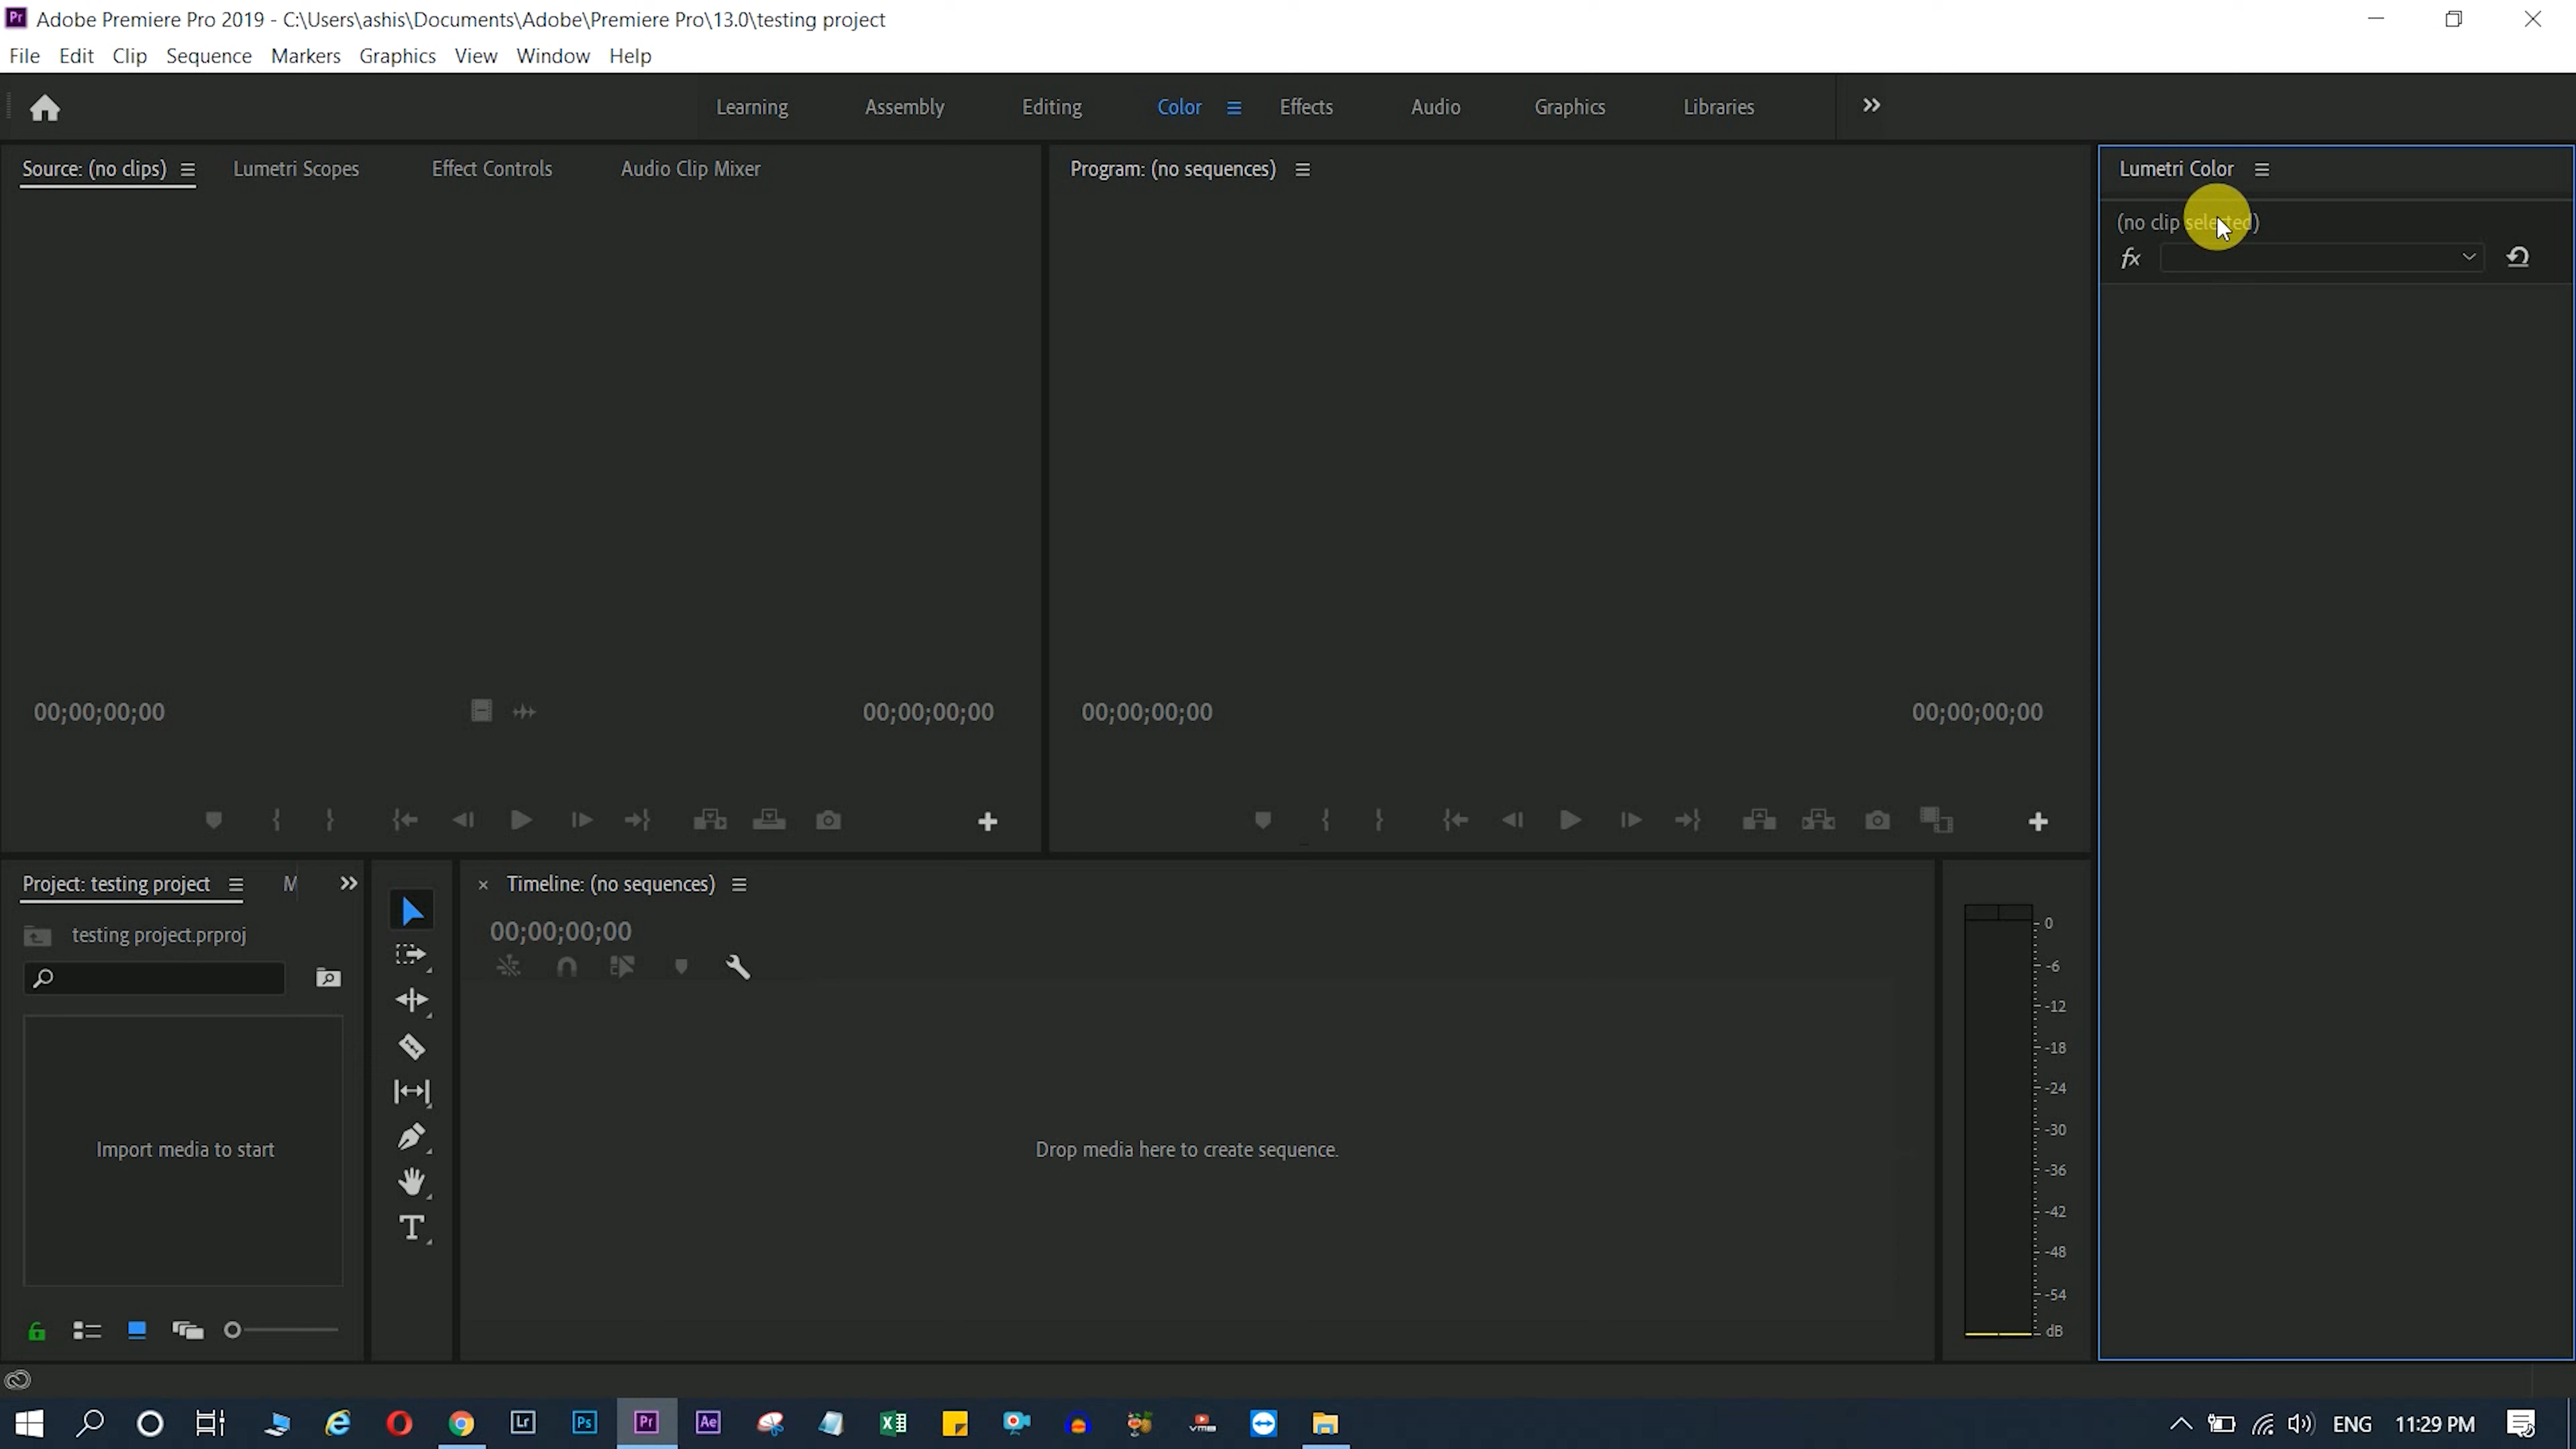 Pr Adobe Premiere Pro 2019 - C:\Users\ashis\Documents\Adobe\Premiere Pro\13.0\testing project
File Edit Clip Sequence Markers Graphics View Window Help
Learning Assembly Editing Color Effects Audio Graphics Libraries
Source: (no clips) Lumetri Scopes Effect Controls Audio Clip Mixer
Program: (no sequences)
Lumetri Color
(no clip selected)
fx
00;00;00;00 00;00;00;00
00;00;00;00 00;00;00;00
Project: testing project M
testing project.prproj
Import media to start
T
× Timeline: (no sequences)
00;00;00;00
Drop media here to create sequence.
0
-6
-12
-18
-24
-30
-36
-42
-48
-54
dB
Lr Ps Pr Ae
ENG 11:29 PM